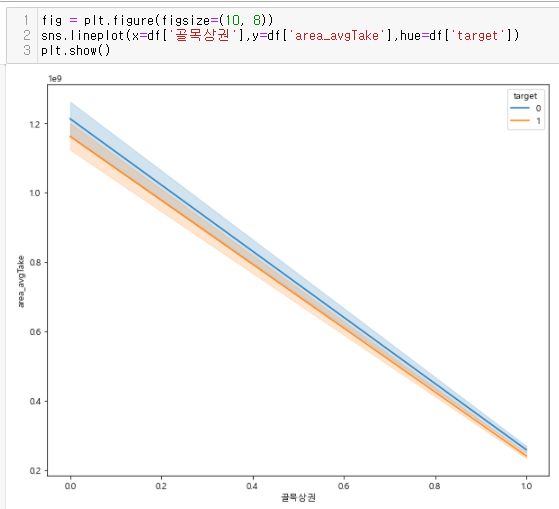 1 fig = plt.figure(figsize=(10, 8))
2 sns.lineplot(x=df['골목상권'],y=df['area_avgTake'],hue=df['target'])
3 plt.show()
1e9
target
0
1
1.2
1.0
0.8
0.6
0.4
0.2
area_avgTake
0.0 0.2 0.4 0.6 0.8 1.0
골목상권